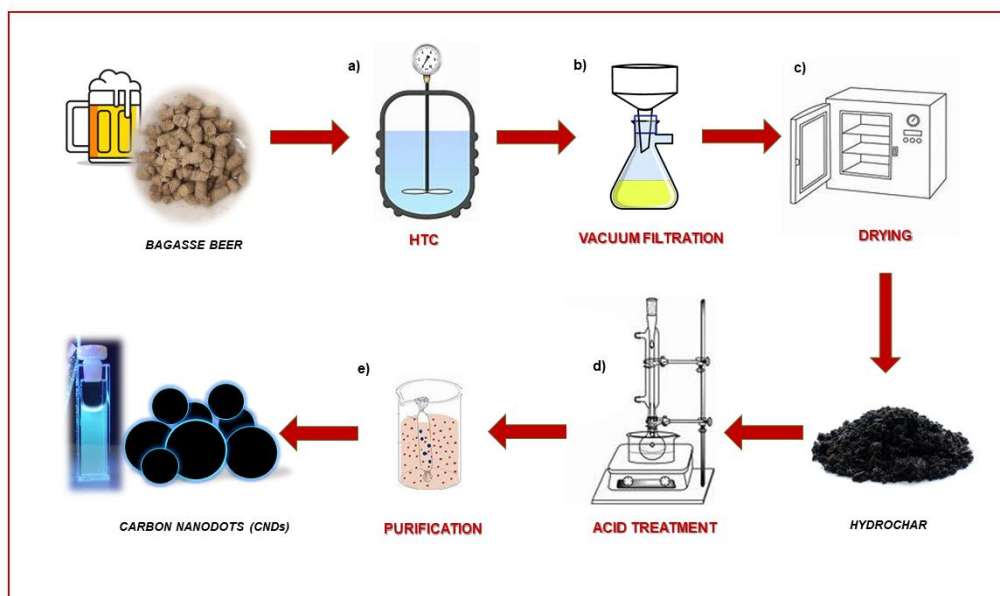 a)
b)
c)
BAGASSE BEER
HTC
VACUUM FILTRATION
DRYING
e)
d)
CARBON NANODOTS (CNDs)
PURIFICATION
ACID TREATMENT
HYDROCHAR